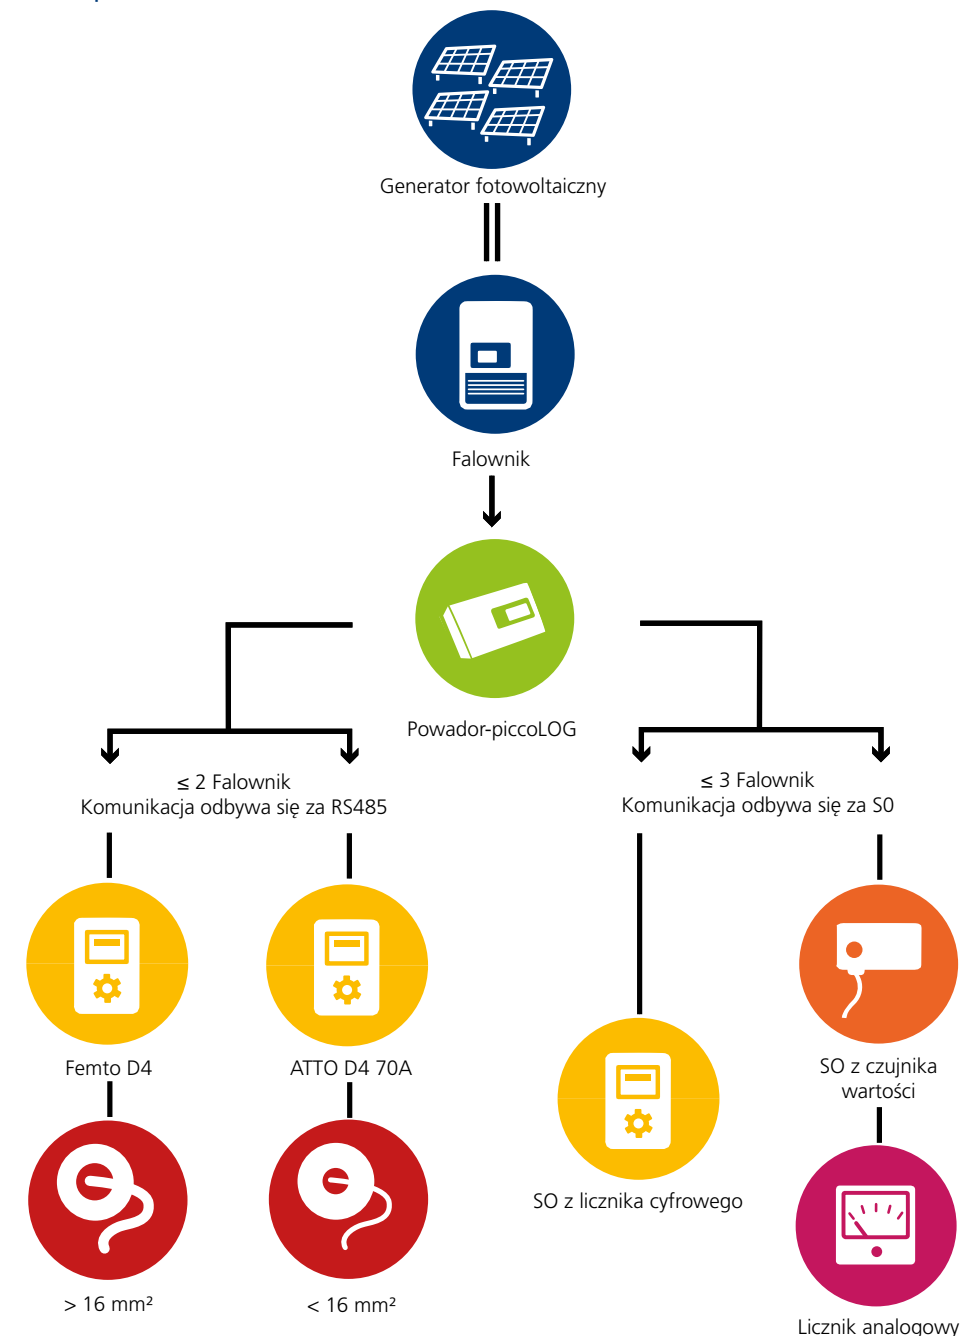 Generator fotowoltaiczny
Falownik
Powador-piccoLOG
≤ 2 Falownik
Komunikacja odbywa się za RS485
≤ 3 Falownik
Komunikacja odbywa się za S0
Femto D4
ATTO D4 70A
SO z czujnika
wartości
SO z licznika cyfrowego
> 16 mm²
< 16 mm²
Licznik analogowy